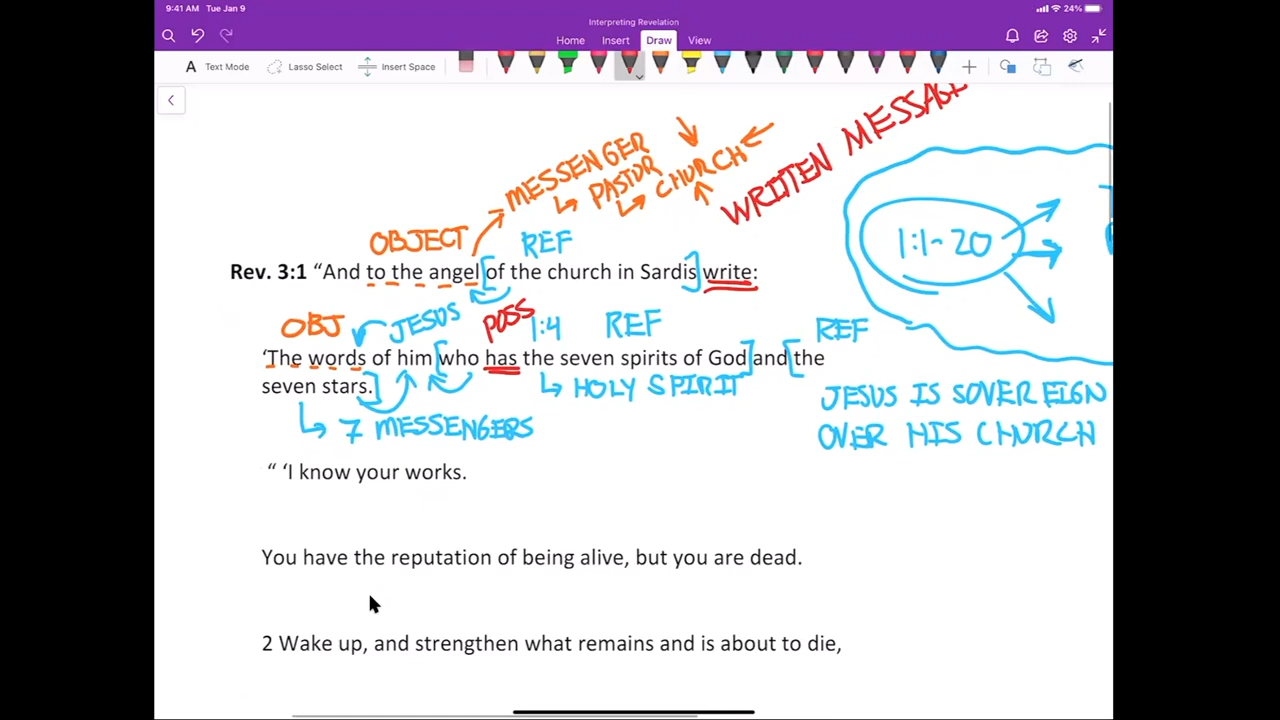 9:41 AM Tue Jan 9
24%
Interpreting Revelation
Home Insert Draw View
A Text Mode Lasso Select Insert Space
WRITTEN MESSAGE
MESSENGER
PASTOR
CHURCH
OBJECT REF
1:1-20
Rev. 3:1 “And to the angel [of the church in Sardis] write:
OBJ JESUS POSS 1:4 REF REF
‘The words of him [who has the seven spirits of God] and [the
seven stars.]
HOLY SPIRIT
7 MESSENGERS
JESUS IS SOVEREIGN
OVER HIS CHURCH
“ ‘I know your works.
You have the reputation of being alive, but you are dead.
2 Wake up, and strengthen what remains and is about to die,